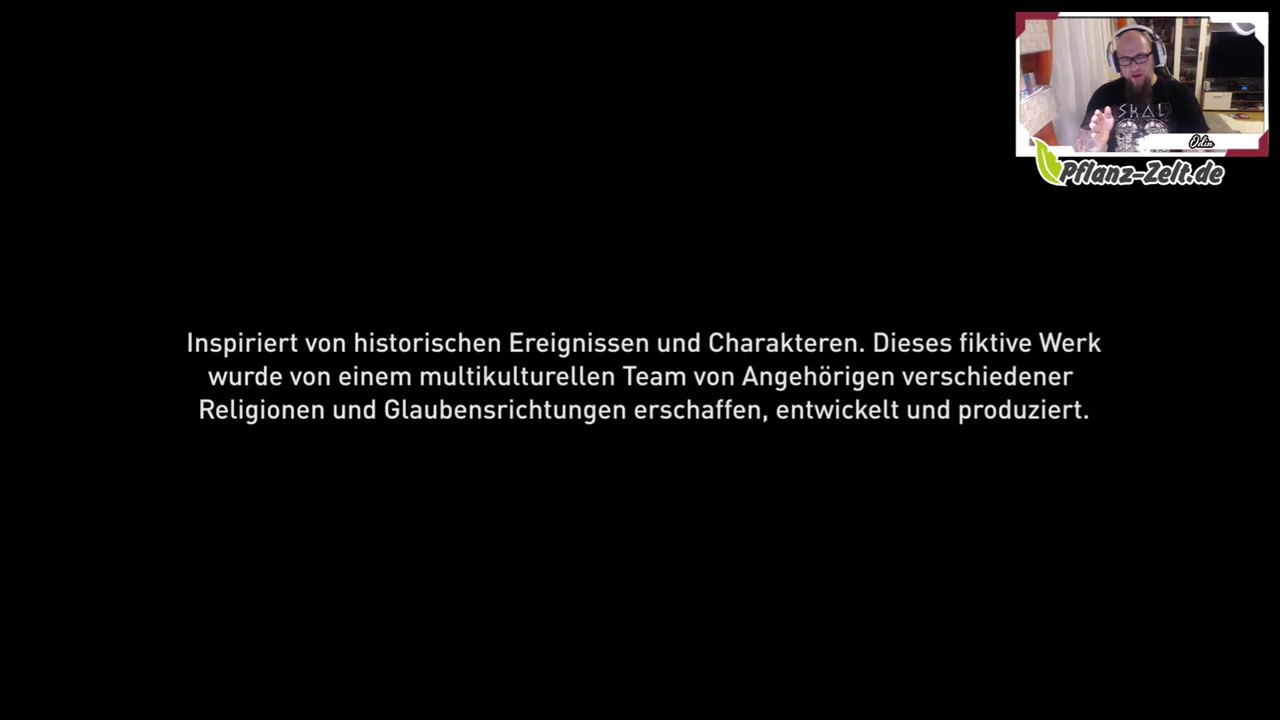 SKAL
Odin
Pflanz-Zelt.de
Inspiriert von historischen Ereignissen und Charakteren. Dieses fiktive Werk
wurde von einem multikulturellen Team von Angehörigen verschiedener
Religionen und Glaubensrichtungen erschaffen, entwickelt und produziert.